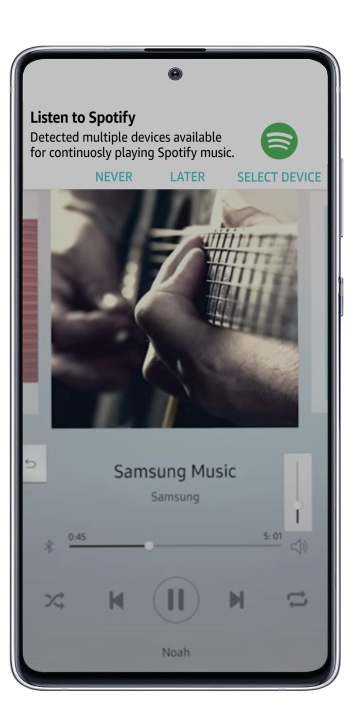 Listen to Spotify
Detected multiple devices available
for continuosly playing Spotify music.
NEVER LATER SELECT DEVICE
Samsung Music
Samsung
0:45 5: 01
Noah